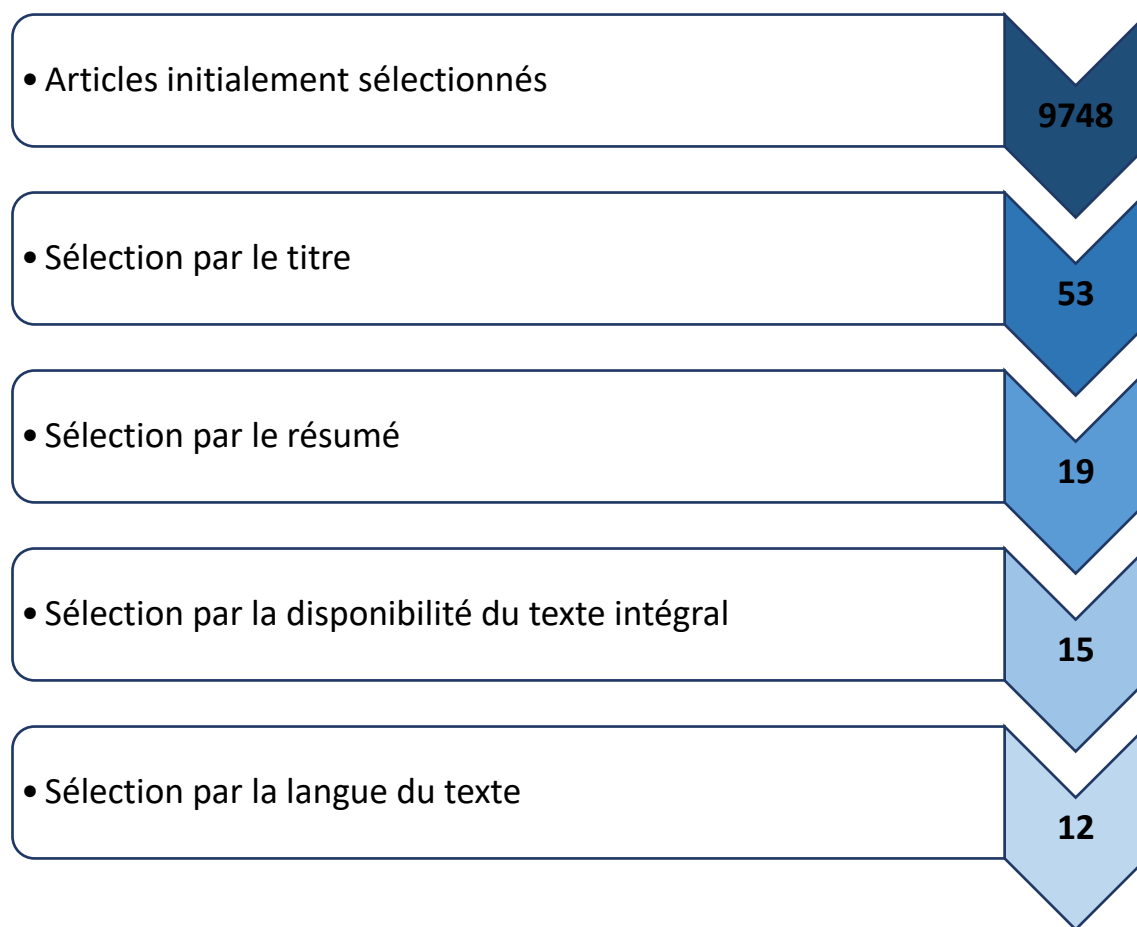 • Articles initialement sélectionnés
9748
• Sélection par le titre
53
• Sélection par le résumé
19
• Sélection par la disponibilité du texte intégral
15
• Sélection par la langue du texte
12